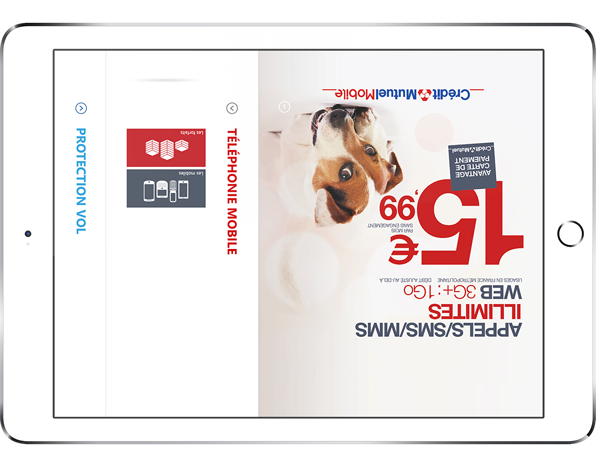 APPELS/SMS/MMS
ILLIMITES
WEB 3G+: 1Go
USAGES EN FRANCE METROPOLITAINE DÉBIT AJUSTÉ AU DELÀ
15€,99
PAR MOIS
SANS ENGAGEMENT
AVANTAGE
CARTE DE
PAIEMENT
Crédit Mutuel
Crédit Mutuel Mobile
TÉLÉPHONIE MOBILE
Les forfaits
Les mobiles
PROTECTION VOL